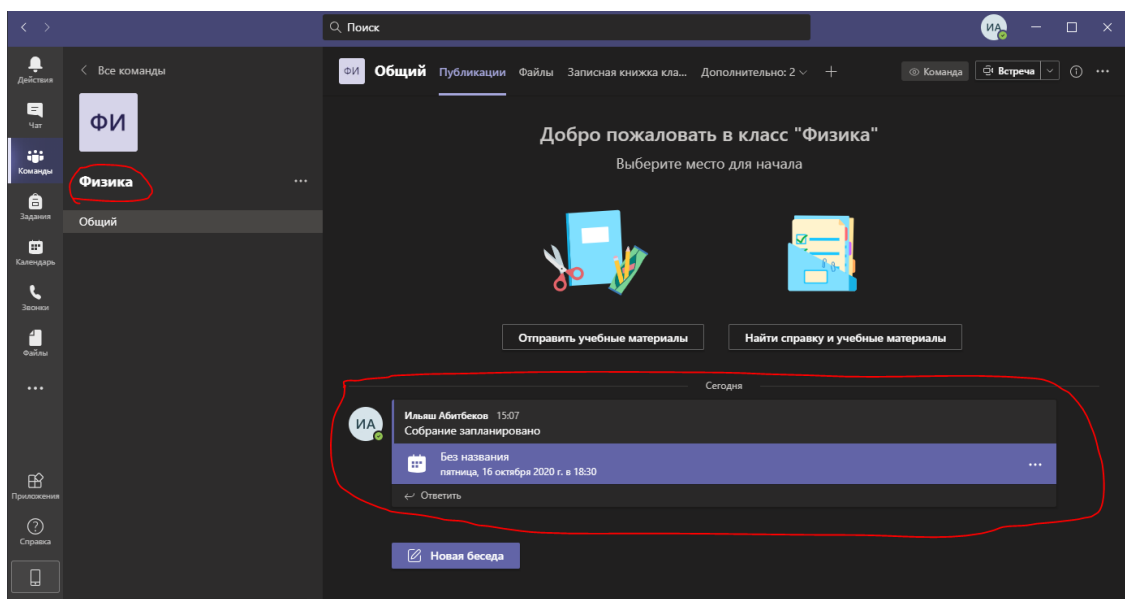 Поиск
ИА
Действия
Чат
Команды
Задания
Календарь
Звонки
Файлы
Приложения
Справка
Все команды
ФИ
Физика
Общий
ФИ Общий Публикации Файлы Записная книжка кла... Дополнительно: 2 Команда Встреча
Добро пожаловать в класс "Физика"
Выберите место для начала
Отправить учебные материалы Найти справку и учебные материалы
Сегодня
ИА
Ильяш Абитбеков 15:07
Собрание запланировано
Без названия
пятница, 16 октября 2020 г. в 18:30
Ответить
Новая беседа